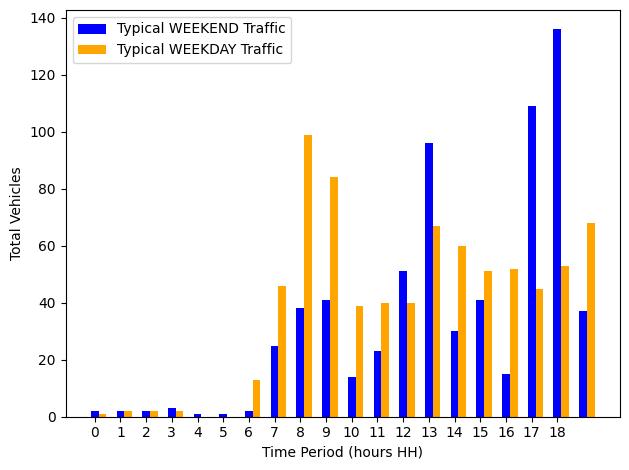 Typical WEEKEND Traffic
Typical WEEKDAY Traffic
140
120
100
80
60
40
20
0
Total Vehicles
0 1 2 3 4 5 6 7 8 9 10 11 12 13 14 15 16 17 18
Time Period (hours HH)